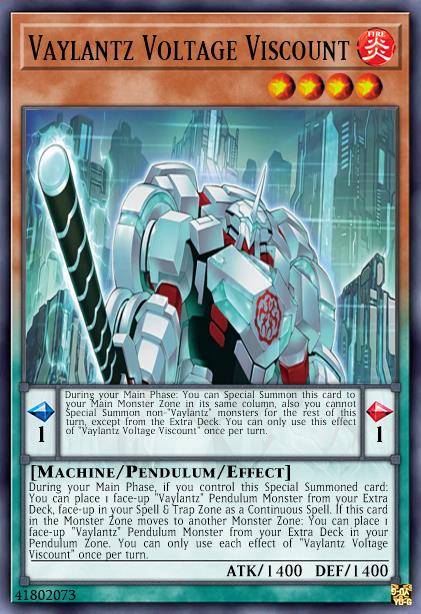 VAYLANTZ VOLTAGE VISCOUNT
FIRE
炎
During your Main Phase: You can Special Summon this card to
your Main Monster Zone in its same column, also you cannot
Special Summon non-"Vaylantz" monsters for the rest of this
turn, except from the Extra Deck. You can only use this effect
of "Vaylantz Voltage Viscount" once per turn.
1
1
[MACHINE/PENDULUM/EFFECT]
During your Main Phase, if you control this Special Summoned card:
You can place 1 face-up "Vaylantz" Pendulum Monster from your Extra
Deck, face-up in your Spell & Trap Zone as a Continuous Spell. If this card
in the Monster Zone moves to another Monster Zone: You can place 1
face-up "Vaylantz" Pendulum Monster from your Extra Deck in your
Pendulum Zone. You can only use each effect of "Vaylantz Voltage
Viscount" once per turn.
ATK/1400 DEF/1400
41802073